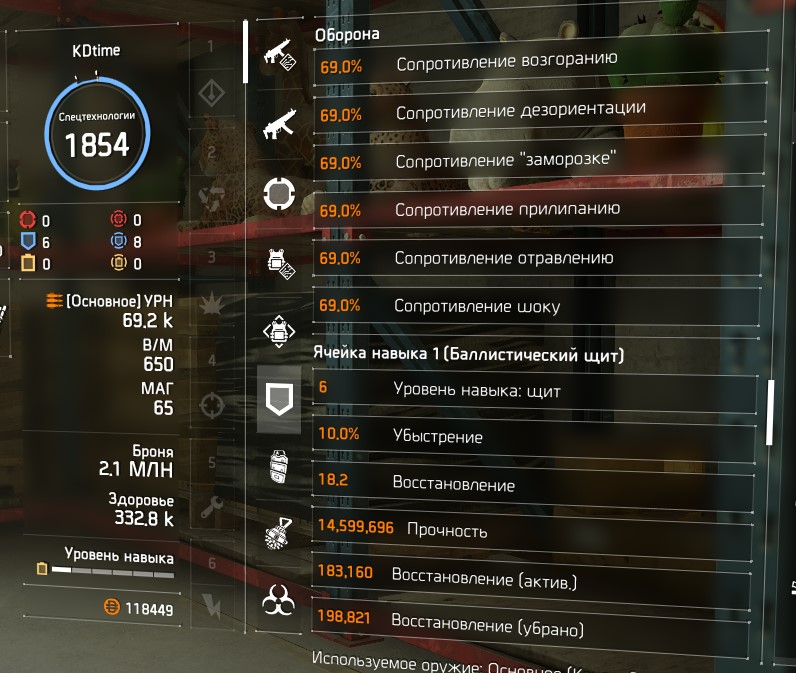 KDtime
Спецтехнологии
1854
0 0
6 8
0 0
[Основное] УРН
69.2 k
В/М
650
МАГ
65
Броня
2.1 МЛН
Здоровье
332.8 k
Уровень навыка
118449
1
2
3
4
5
6
Оборона
69.0% Сопротивление возгоранию
69.0% Сопротивление дезориентации
69.0% Сопротивление "заморозке"
69.0% Сопротивление прилипанию
69.0% Сопротивление отравлению
69.0% Сопротивление шоку
Ячейка навыка 1 (Баллистический щит)
6 Уровень навыка: щит
10.0% Убыстрение
18.2 Восстановление
14,599,696 Прочность
183,160 Восстановление (актив.)
198,821 Восстановление (убрано)
Используемое оружие: Основное